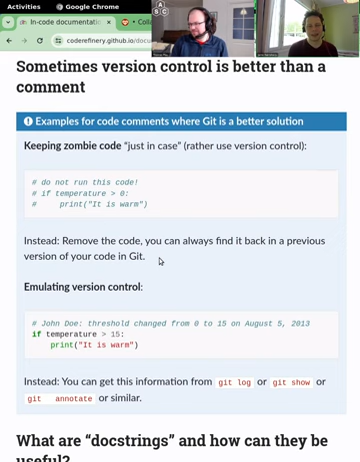 Activities
Google Chrome
In-code documentati
Colla
coderefinery.github.io/docu
A
S C
Sometimes version control is better than a
comment
Examples for code comments where Git is a better solution
Keeping zombie code “just in case” (rather use version control):
# do not run this code!
# if temperature > 0:
#     print("It is warm")
Instead: Remove the code, you can always find it back in a previous
version of your code in Git.
Emulating version control:
# John Doe: threshold changed from 0 to 15 on August 5, 2013
if temperature > 15:
    print("It is warm")
Instead: You can get this information from git log or git show or
git annotate or similar.
What are “docstrings” and how can they be
useful?